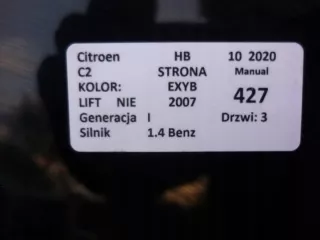 Citroen HB 10 2020
C2 STRONA Manual
KOLOR: EXYB
LIFT NIE 2007 427
Generacja I Drzwi: 3
Silnik 1.4 Benz